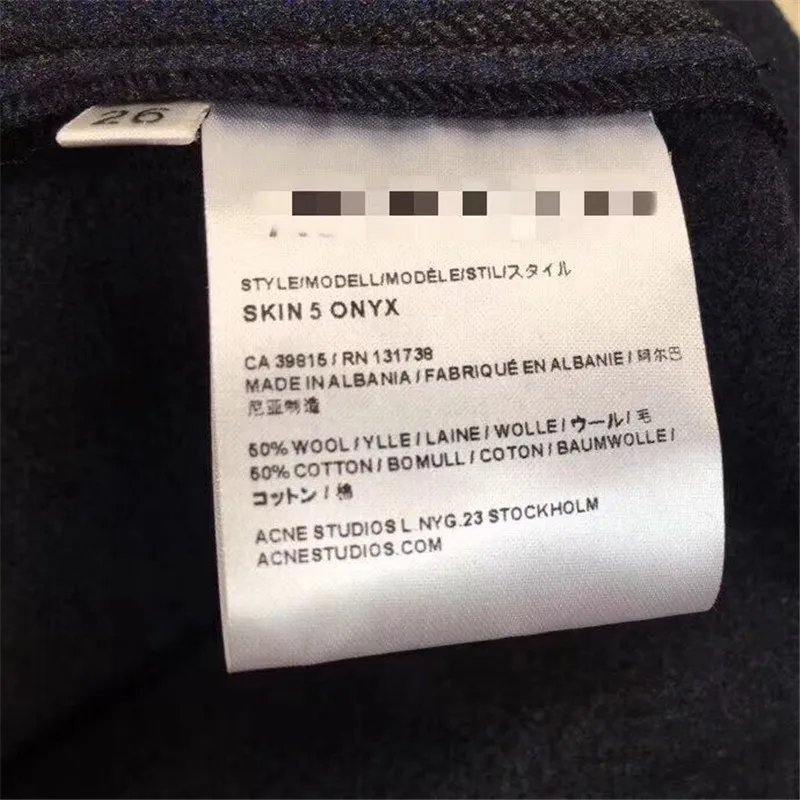 26
STYLE/MODELL/MODÈLE/STIL/スタイル
SKIN 5 ONYX
CA 39815 / RN 131738
MADE IN ALBANIA / FABRIQUÉ EN ALBANIE / 阿尔巴
尼亚制造
50% WOOL / YLLE / LAINE / WOLLE / ウール / 毛
50% COTTON / BOMULL / COTON / BAUMWOLLE /
コットン / 棉
ACNE STUDIOS L. NYG. 23 STOCKHOLM
ACNESTUDIOS.COM